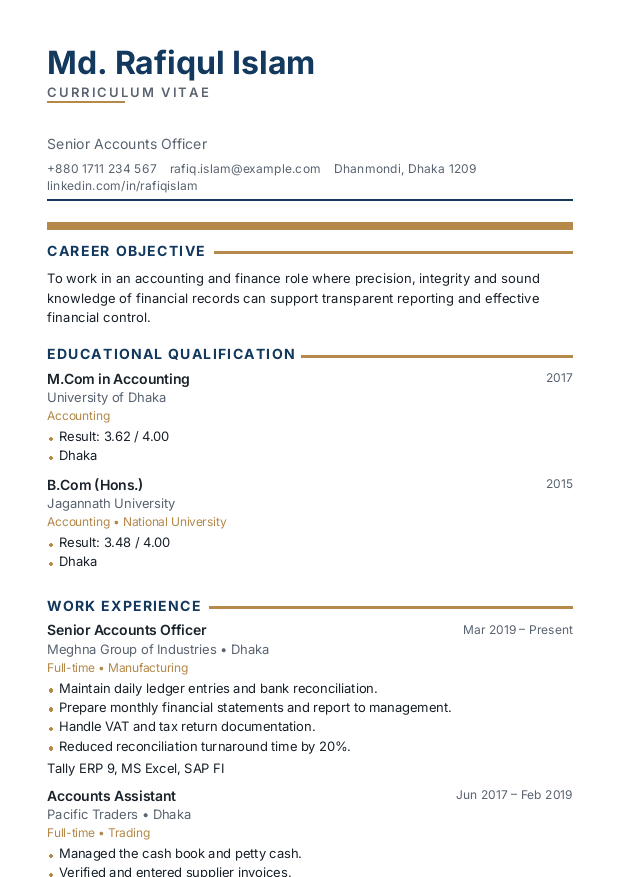 Md. Rafiqul Islam
CURRICULUM VITAE
Senior Accounts Officer
+880 1711 234 567 rafiq.islam@example.com Dhanmondi, Dhaka 1209
linkedin.com/in/rafiqislam
CAREER OBJECTIVE
To work in an accounting and finance role where precision, integrity and sound
knowledge of financial records can support transparent reporting and effective
financial control.
EDUCATIONAL QUALIFICATION
M.Com in Accounting 2017
University of Dhaka
Accounting
• Result: 3.62 / 4.00
• Dhaka
B.Com (Hons.) 2015
Jagannath University
Accounting • National University
• Result: 3.48 / 4.00
• Dhaka
WORK EXPERIENCE
Senior Accounts Officer Mar 2019 – Present
Meghna Group of Industries • Dhaka
Full-time • Manufacturing
• Maintain daily ledger entries and bank reconciliation.
• Prepare monthly financial statements and report to management.
• Handle VAT and tax return documentation.
• Reduced reconciliation turnaround time by 20%.
Tally ERP 9, MS Excel, SAP FI
Accounts Assistant Jun 2017 – Feb 2019
Pacific Traders • Dhaka
Full-time • Trading
• Managed the cash book and petty cash.
• Verified and entered supplier invoices.